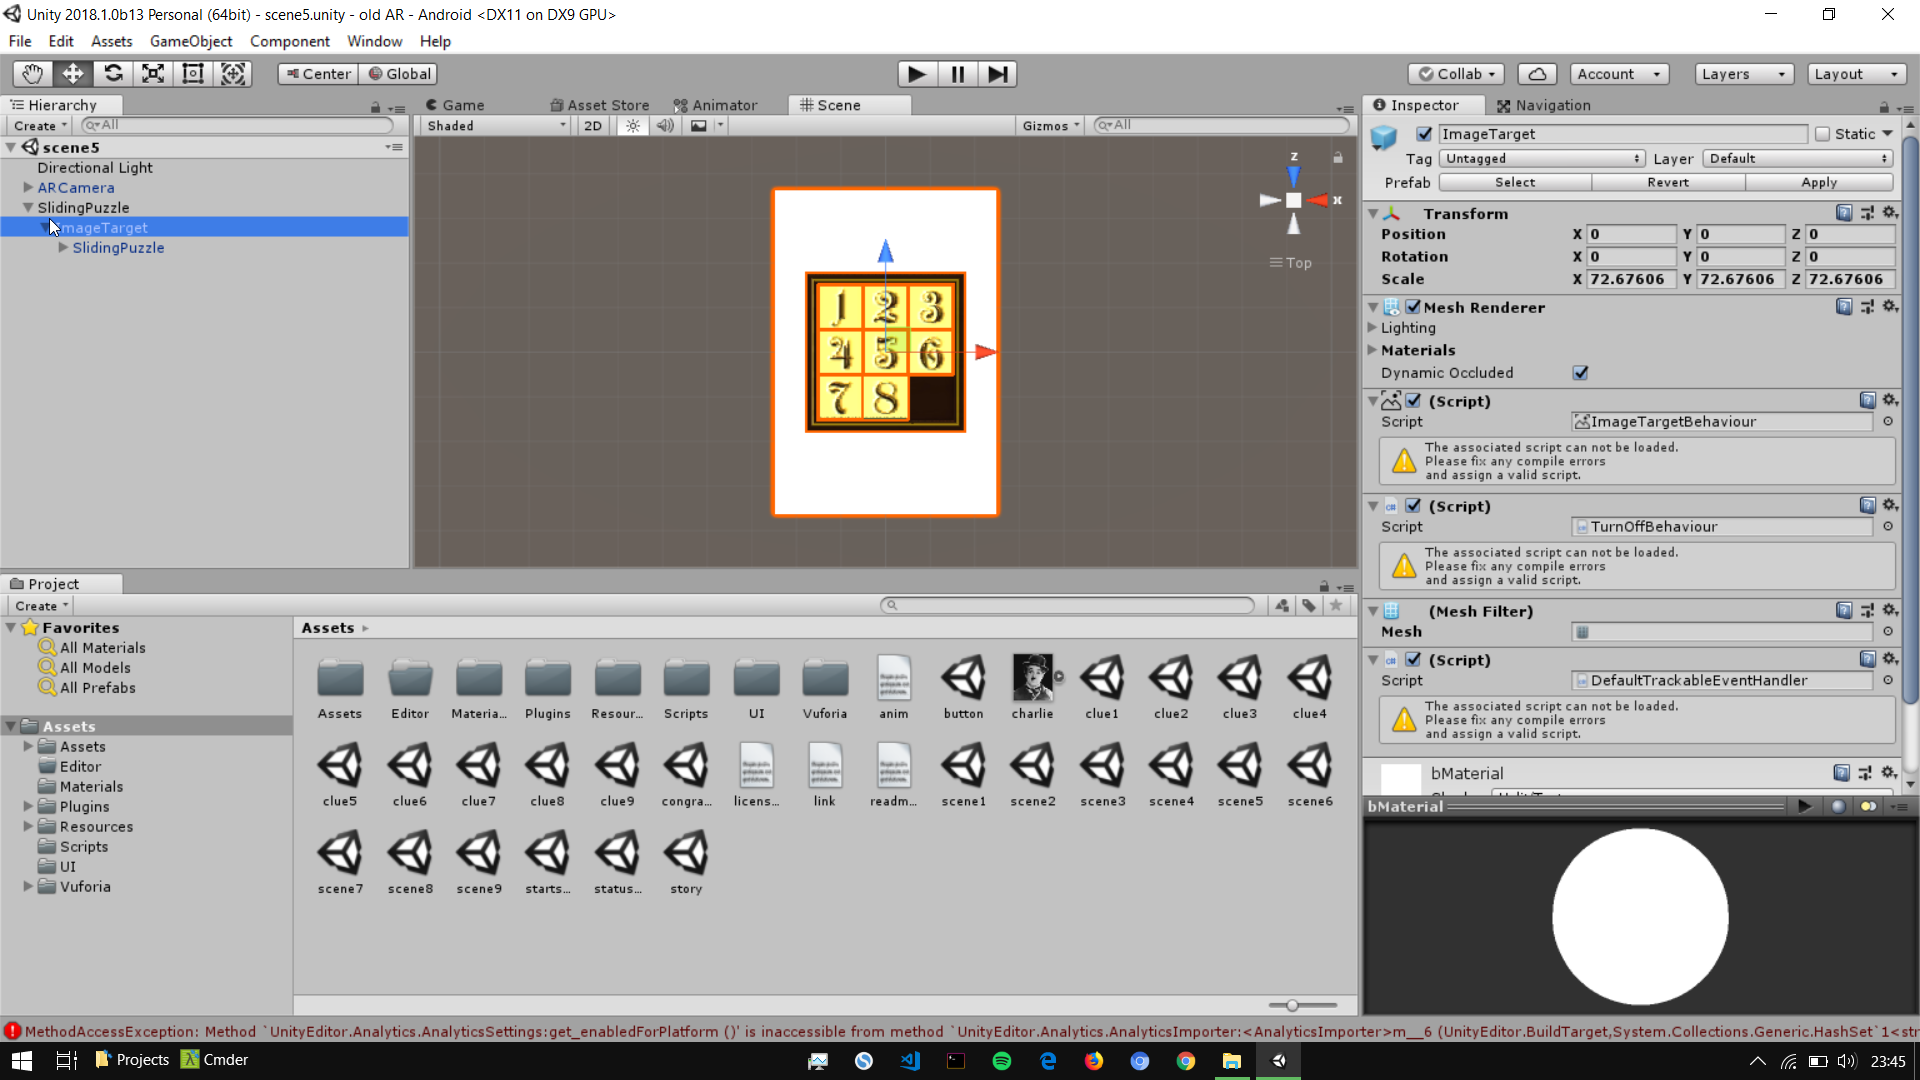 Unity 2018.1.0b13 Personal (64bit) - scene5.unity - old AR - Android <DX11 on DX9 GPU>
File Edit Assets GameObject Component Window Help
Center Global Collab Account Layers Layout
Hierarchy
Create All
scene5
Directional Light
ARCamera
SlidingPuzzle
ImageTarget
SlidingPuzzle
Game Asset Store Animator Scene
Shaded 2D Gizmos All
z
x
Top
1 2 3
4 5 6
7 8
Inspector Navigation
ImageTarget Static
Tag Untagged Layer Default
Prefab Select Revert Apply
Transform
Position X 0 Y 0 Z 0
Rotation X 0 Y 0 Z 0
Scale X 72.67606 Y 72.67606 Z 72.67606
Mesh Renderer
Lighting
Materials
Dynamic Occluded
(Script)
Script ImageTargetBehaviour
The associated script can not be loaded.
Please fix any compile errors
and assign a valid script.
(Script)
Script TurnOffBehaviour
The associated script can not be loaded.
Please fix any compile errors
and assign a valid script.
(Mesh Filter)
Mesh
(Script)
Script DefaultTrackableEventHandler
The associated script can not be loaded.
Please fix any compile errors
and assign a valid script.
bMaterial
bMaterial
Project
Create
Favorites
All Materials
All Models
All Prefabs
Assets
Assets
Editor
Materials
Plugins
Resources
Scripts
UI
Vuforia
Assets
Assets Editor Materia... Plugins Resour... Scripts UI Vuforia anim button charlie clue1 clue2 clue3 clue4
clue5 clue6 clue7 clue8 clue9 congra... licens... link readm... scene1 scene2 scene3 scene4 scene5 scene6
scene7 scene8 scene9 starts... status... story
MethodAccessException: Method `UnityEditor.Analytics.AnalyticsSettings:get_enabledForPlatform ()' is inaccessible from method `UnityEditor.Analytics.AnalyticsImporter:<AnalyticsImporter>m__6 (UnityEditor.BuildTarget,System.Collections.Generic.HashSet`1<str
Projects Cmder 23:45